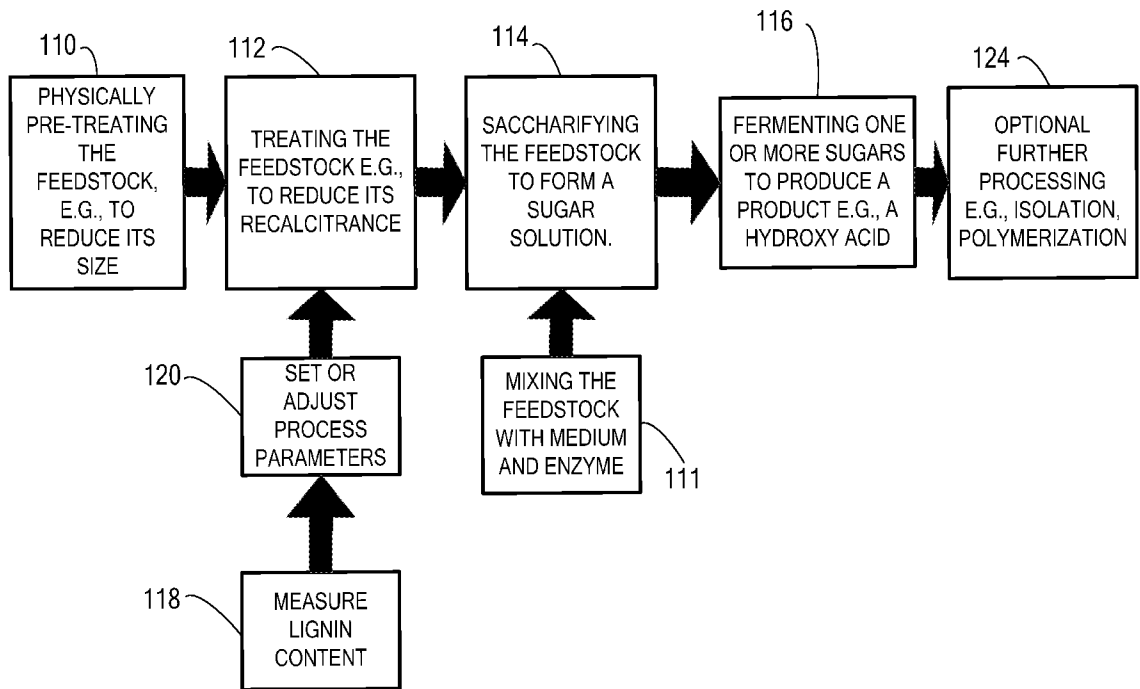 110
PHYSICALLY
PRE-TREATING
THE
FEEDSTOCK,
E.G., TO
REDUCE ITS
SIZE
112
TREATING THE
FEEDSTOCK E.G.,
TO REDUCE ITS
RECALCITRANCE
114
SACCHARIFYING
THE FEEDSTOCK
TO FORM A
SUGAR
SOLUTION.
116
FERMENTING ONE
OR MORE SUGARS
TO PRODUCE A
PRODUCT E.G., A
HYDROXY ACID
124
OPTIONAL
FURTHER
PROCESSING
E.G., ISOLATION,
POLYMERIZATION
120
SET OR
ADJUST
PROCESS
PARAMETERS
MIXING THE
FEEDSTOCK
WITH MEDIUM
AND ENZYME
111
118
MEASURE
LIGNIN
CONTENT